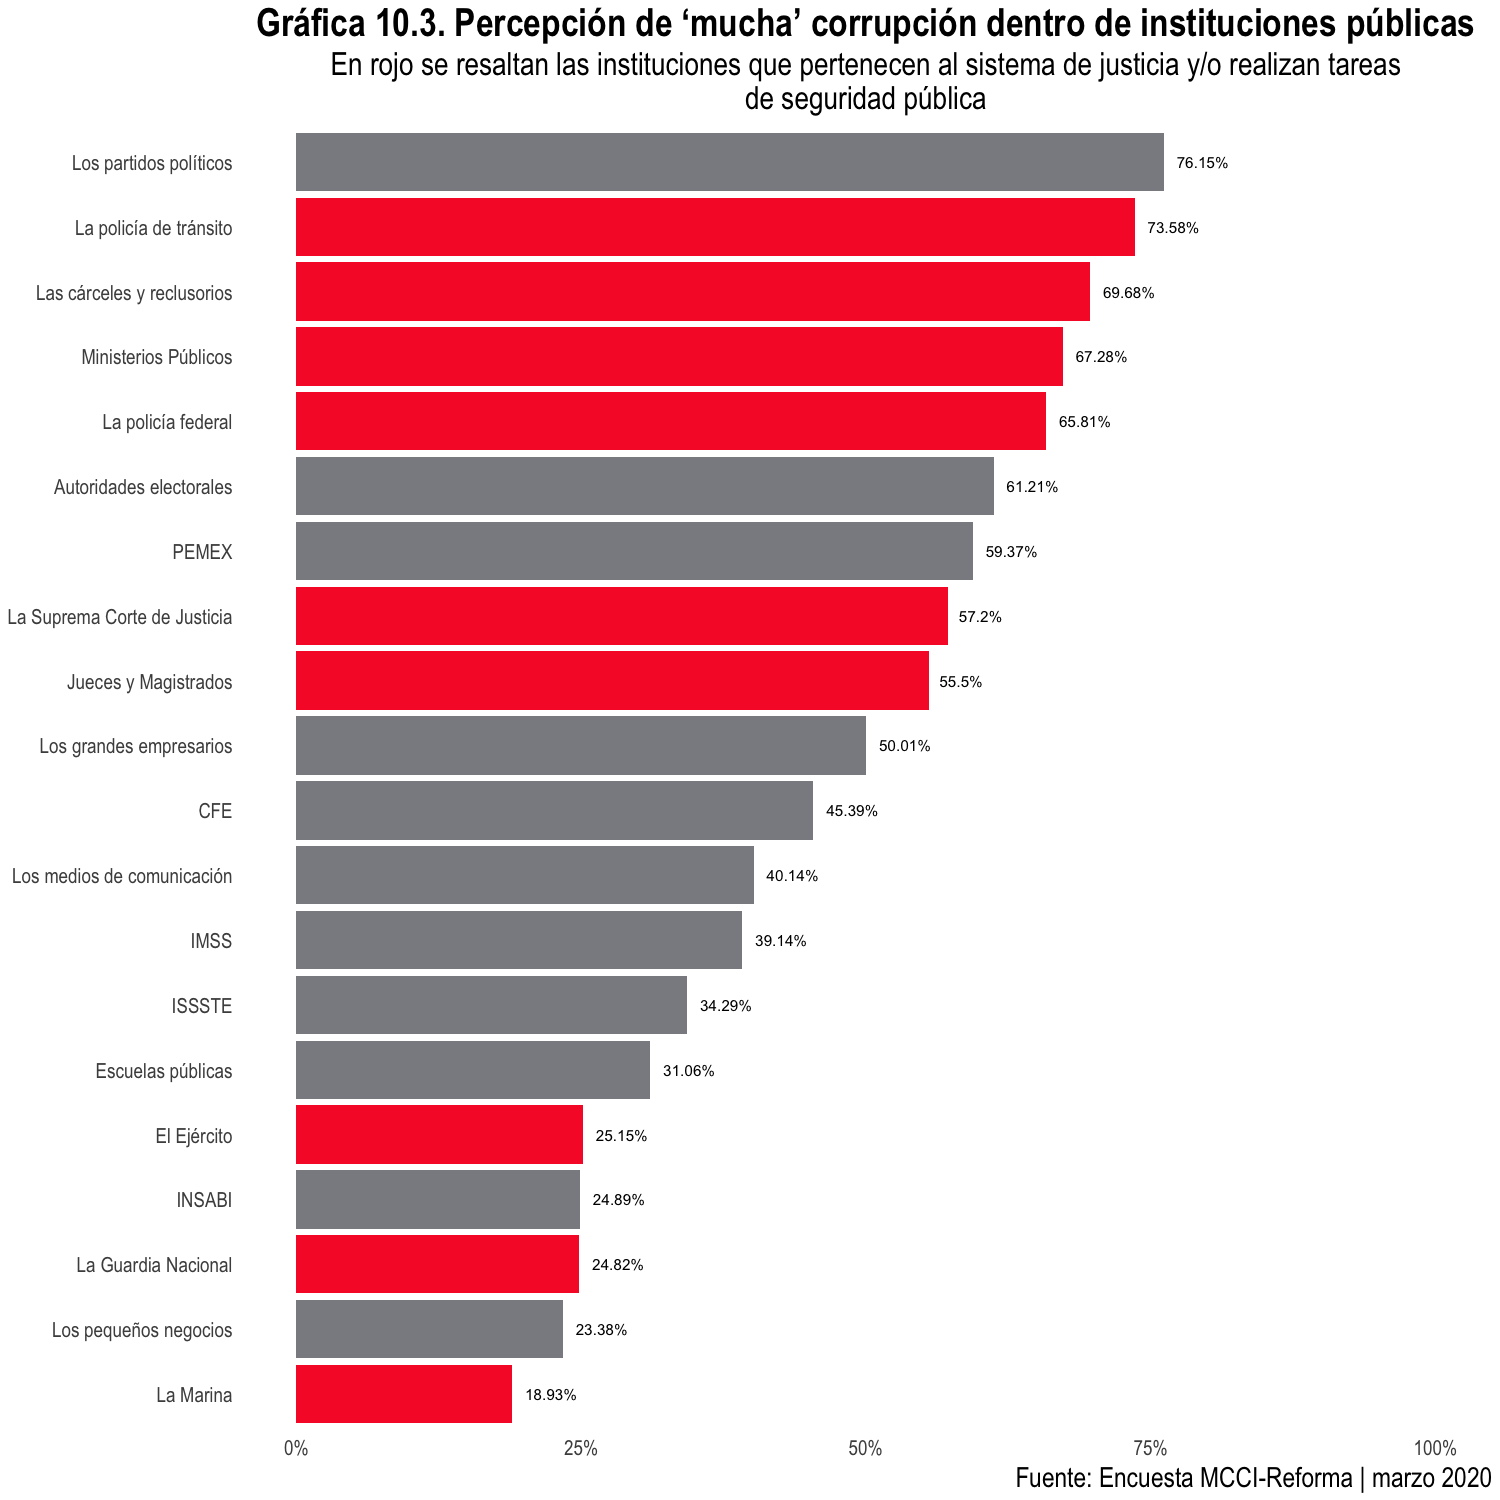 Gráfica 10.3. Percepción de ‘mucha’ corrupción dentro de instituciones públicas
En rojo se resaltan las instituciones que pertenecen al sistema de justicia y/o realizan tareas
de seguridad pública
Los partidos políticos 76.15%
La policía de tránsito 73.58%
Las cárceles y reclusorios 69.68%
Ministerios Públicos 67.28%
La policía federal 65.81%
Autoridades electorales 61.21%
PEMEX 59.37%
La Suprema Corte de Justicia 57.2%
Jueces y Magistrados 55.5%
Los grandes empresarios 50.01%
CFE 45.39%
Los medios de comunicación 40.14%
IMSS 39.14%
ISSSTE 34.29%
Escuelas públicas 31.06%
El Ejército 25.15%
INSABI 24.89%
La Guardia Nacional 24.82%
Los pequeños negocios 23.38%
La Marina 18.93%
0% 25% 50% 75% 100%
Fuente: Encuesta MCCI-Reforma | marzo 2020